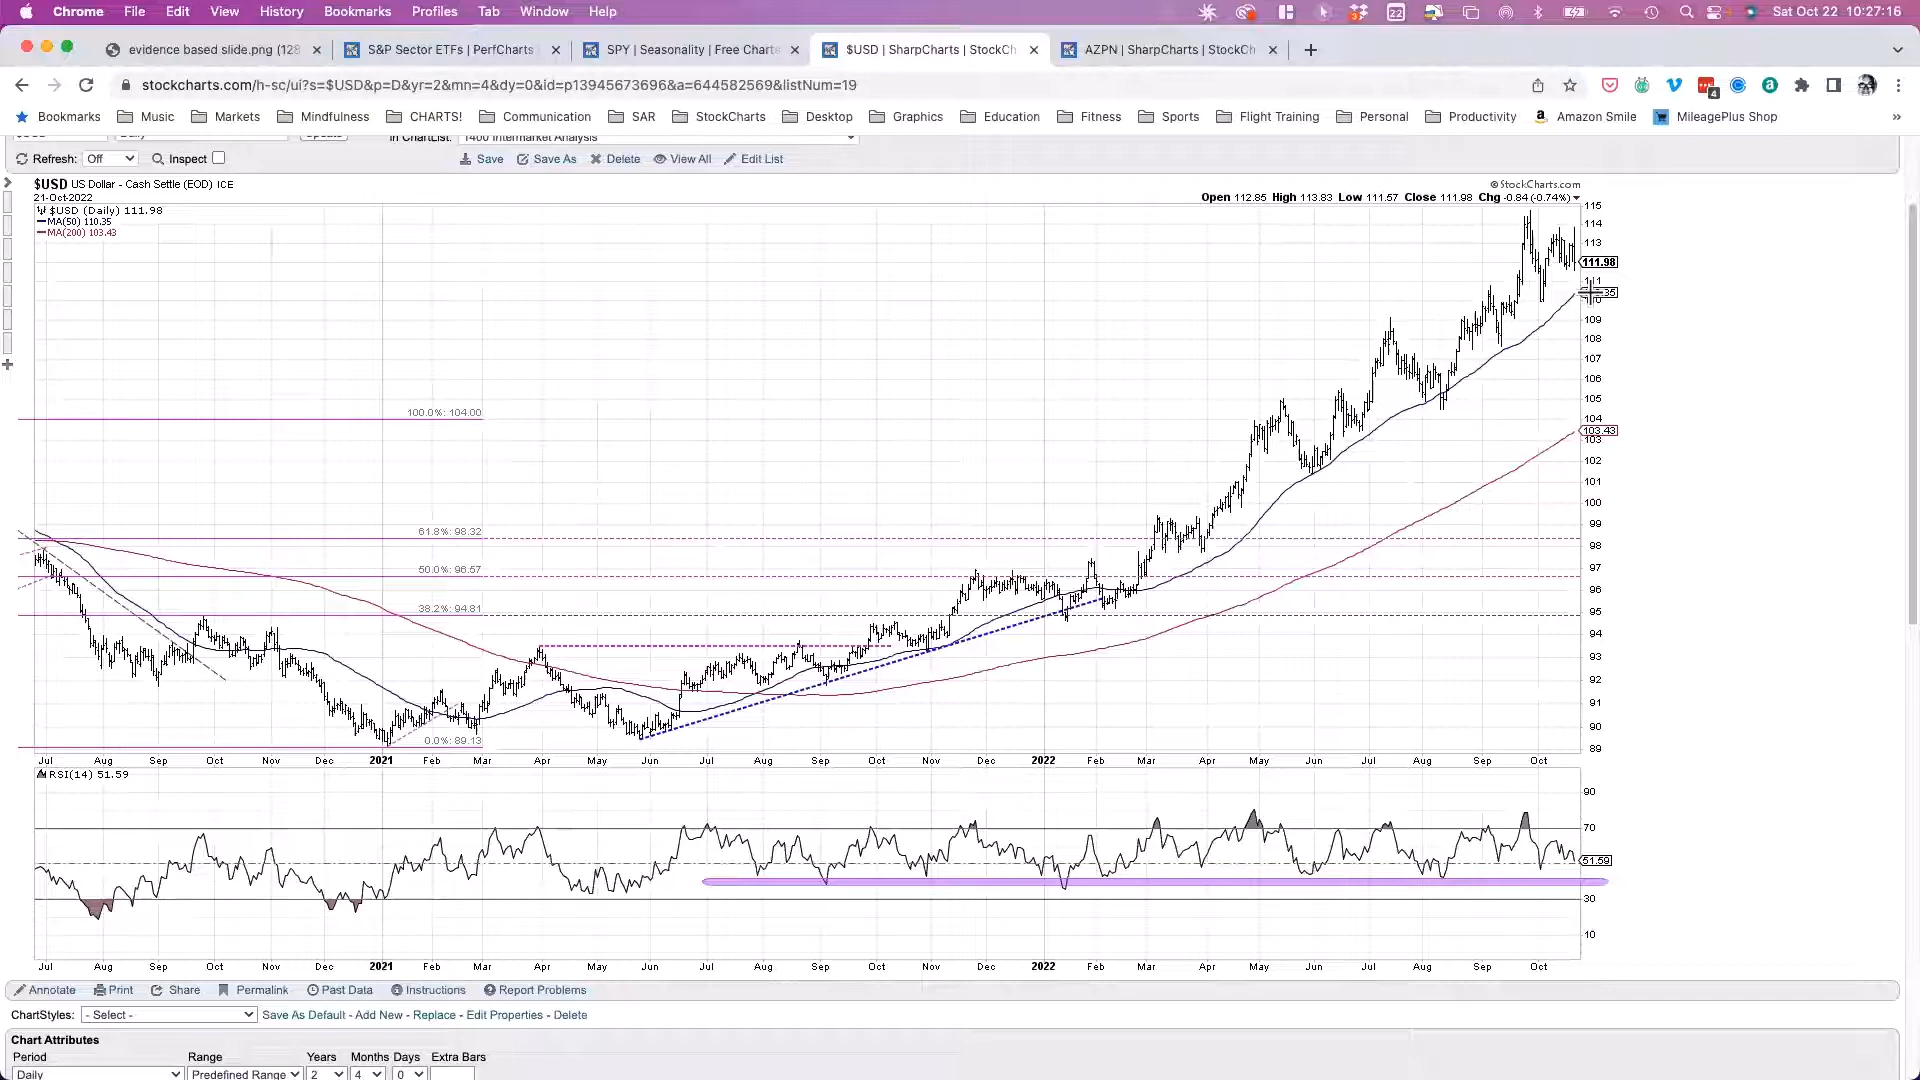 Chrome File Edit View History Bookmarks Profiles Tab Window Help 22 Sat Oct 22 10:27:16
evidence based slide.png (128 S&P Sector ETFs | PerfCharts SPY | Seasonality | Free Charts $USD | SharpCharts | StockCh AZPN | SharpCharts | StockCh
stockcharts.com/h-sc/ui?s=$USD&p=D&yr=2&mn=4&dy=0&id=p13945673696&a=644582569&listNum=19
Bookmarks Music Markets Mindfulness CHARTS! Communication SAR StockCharts Desktop Graphics Education Fitness Sports Flight Training Personal Productivity Amazon Smile MileagePlus Shop »
In ChartList: 1400 Intermarket Analysis
Refresh: Off Inspect Save Save As Delete View All Edit List
$USD US Dollar - Cash Settle (EOD) ICE © StockCharts.com
21-Oct-2022 Open 112.85 High 113.83 Low 111.57 Close 111.98 Chg -0.84 (-0.74%)
$USD (Daily) 111.98
MA(50) 110.35
MA(200) 103.43
115
114
113
111.98
111
109
108
107
106
105
104
103.43
103
102
101
100
99
98
97
96
95
94
93
92
91
90
89
100.0%: 104.00
61.8%: 98.32
50.0%: 96.57
38.2%: 94.81
0.0%: 89.13
Jul Aug Sep Oct Nov Dec 2021 Feb Mar Apr May Jun Jul Aug Sep Oct Nov Dec 2022 Feb Mar Apr May Jun Jul Aug Sep Oct
RSI(14) 51.59
90
70
51.59
30
10
Jul Aug Sep Oct Nov Dec 2021 Feb Mar Apr May Jun Jul Aug Sep Oct Nov Dec 2022 Feb Mar Apr May Jun Jul Aug Sep Oct
Annotate Print Share Permalink Past Data Instructions Report Problems
ChartStyles: - Select - Save As Default - Add New - Replace - Edit Properties - Delete
Chart Attributes
Period Range Years Months Days Extra Bars
Daily Predefined Range 2 4 0